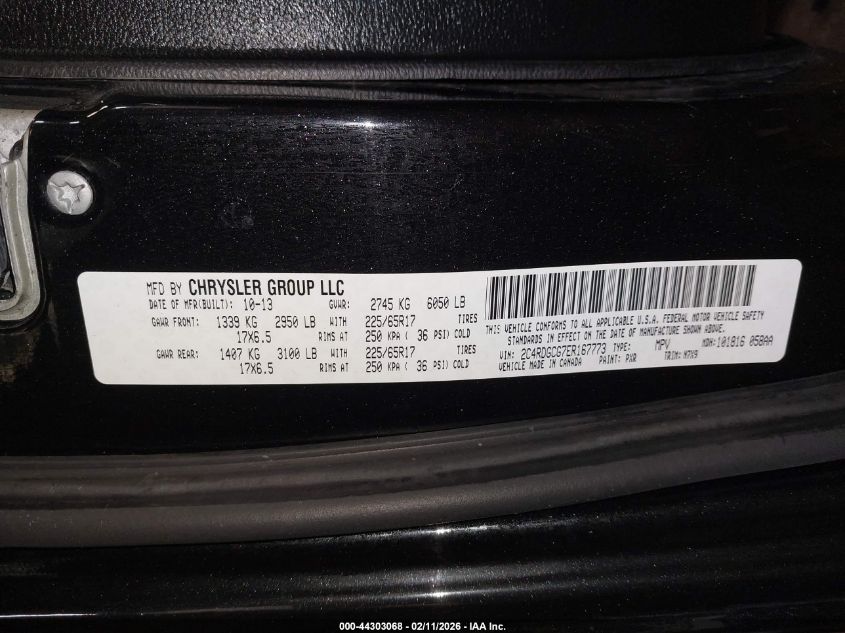 MFD BY CHRYSLER GROUP LLC
DATE OF MFR(BUILT): 10-13 GVWR: 2745 KG 6050 LB
GAWR FRONT: 1339 KG 2950 LB WITH 225/65R17 TIRES
17X6.5 RIMS AT 250 KPA ( 36 PSI) COLD
GAWR REAR: 1407 KG 3100 LB WITH 225/65R17 TIRES
17X6.5 RIMS AT 250 KPA ( 36 PSI) COLD
THIS VEHICLE CONFORMS TO ALL APPLICABLE U.S.A. FEDERAL MOTOR VEHICLE SAFETY
STANDARDS IN EFFECT ON THE DATE OF MANUFACTURE SHOWN ABOVE.
VIN: 2C4RDGCG7ER167773 TYPE: MPV MDH: 101816 058AA
VEHICLE MADE IN CANADA PAINT: PXR TRIM: M7X9
000-44303068 - 02/11/2026 - IAA Inc.